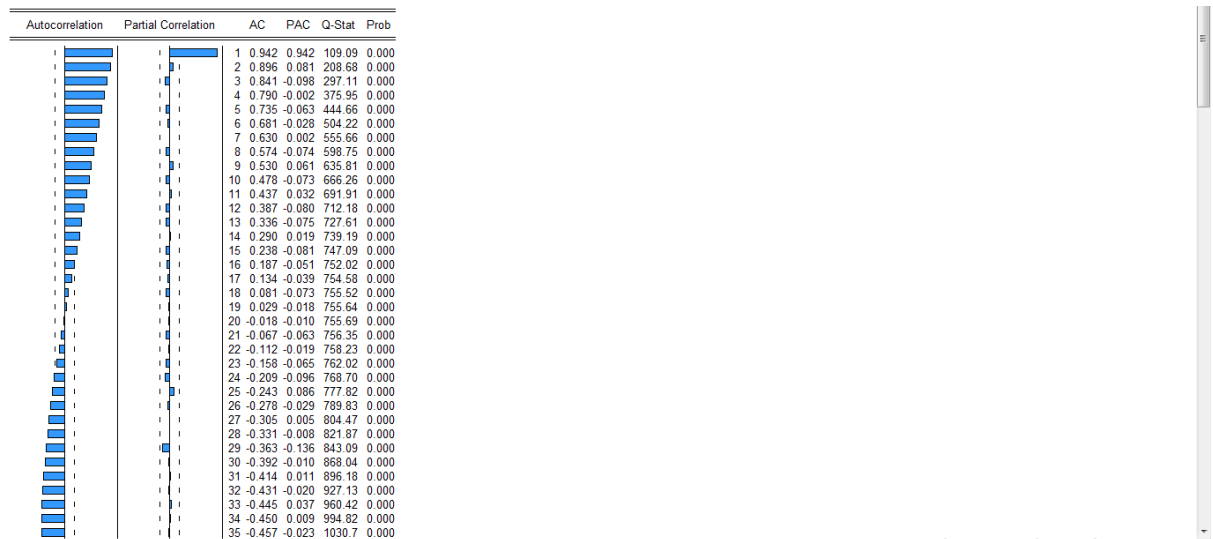 Autocorrelation Partial Correlation AC PAC Q-Stat Prob
1 0.942 0.942 109.09 0.000
2 0.896 0.081 208.68 0.000
3 0.841 -0.098 297.11 0.000
4 0.790 -0.002 375.95 0.000
5 0.735 -0.063 444.66 0.000
6 0.681 -0.028 504.22 0.000
7 0.630 0.002 555.66 0.000
8 0.574 -0.074 598.75 0.000
9 0.530 0.061 635.81 0.000
10 0.478 -0.073 666.26 0.000
11 0.437 0.032 691.91 0.000
12 0.387 -0.080 712.18 0.000
13 0.336 -0.075 727.61 0.000
14 0.290 0.019 739.19 0.000
15 0.238 -0.081 747.09 0.000
16 0.187 -0.051 752.02 0.000
17 0.134 -0.039 754.58 0.000
18 0.081 -0.073 755.52 0.000
19 0.029 -0.018 755.64 0.000
20 -0.018 -0.010 755.69 0.000
21 -0.067 -0.063 756.35 0.000
22 -0.112 -0.019 758.23 0.000
23 -0.158 -0.065 762.02 0.000
24 -0.209 -0.096 768.70 0.000
25 -0.243 0.086 777.82 0.000
26 -0.278 -0.029 789.83 0.000
27 -0.305 0.005 804.47 0.000
28 -0.331 -0.008 821.87 0.000
29 -0.363 -0.136 843.09 0.000
30 -0.392 -0.010 868.04 0.000
31 -0.414 0.011 896.18 0.000
32 -0.431 -0.020 927.13 0.000
33 -0.445 0.037 960.42 0.000
34 -0.450 0.009 994.82 0.000
35 -0.457 -0.023 1030.7 0.000